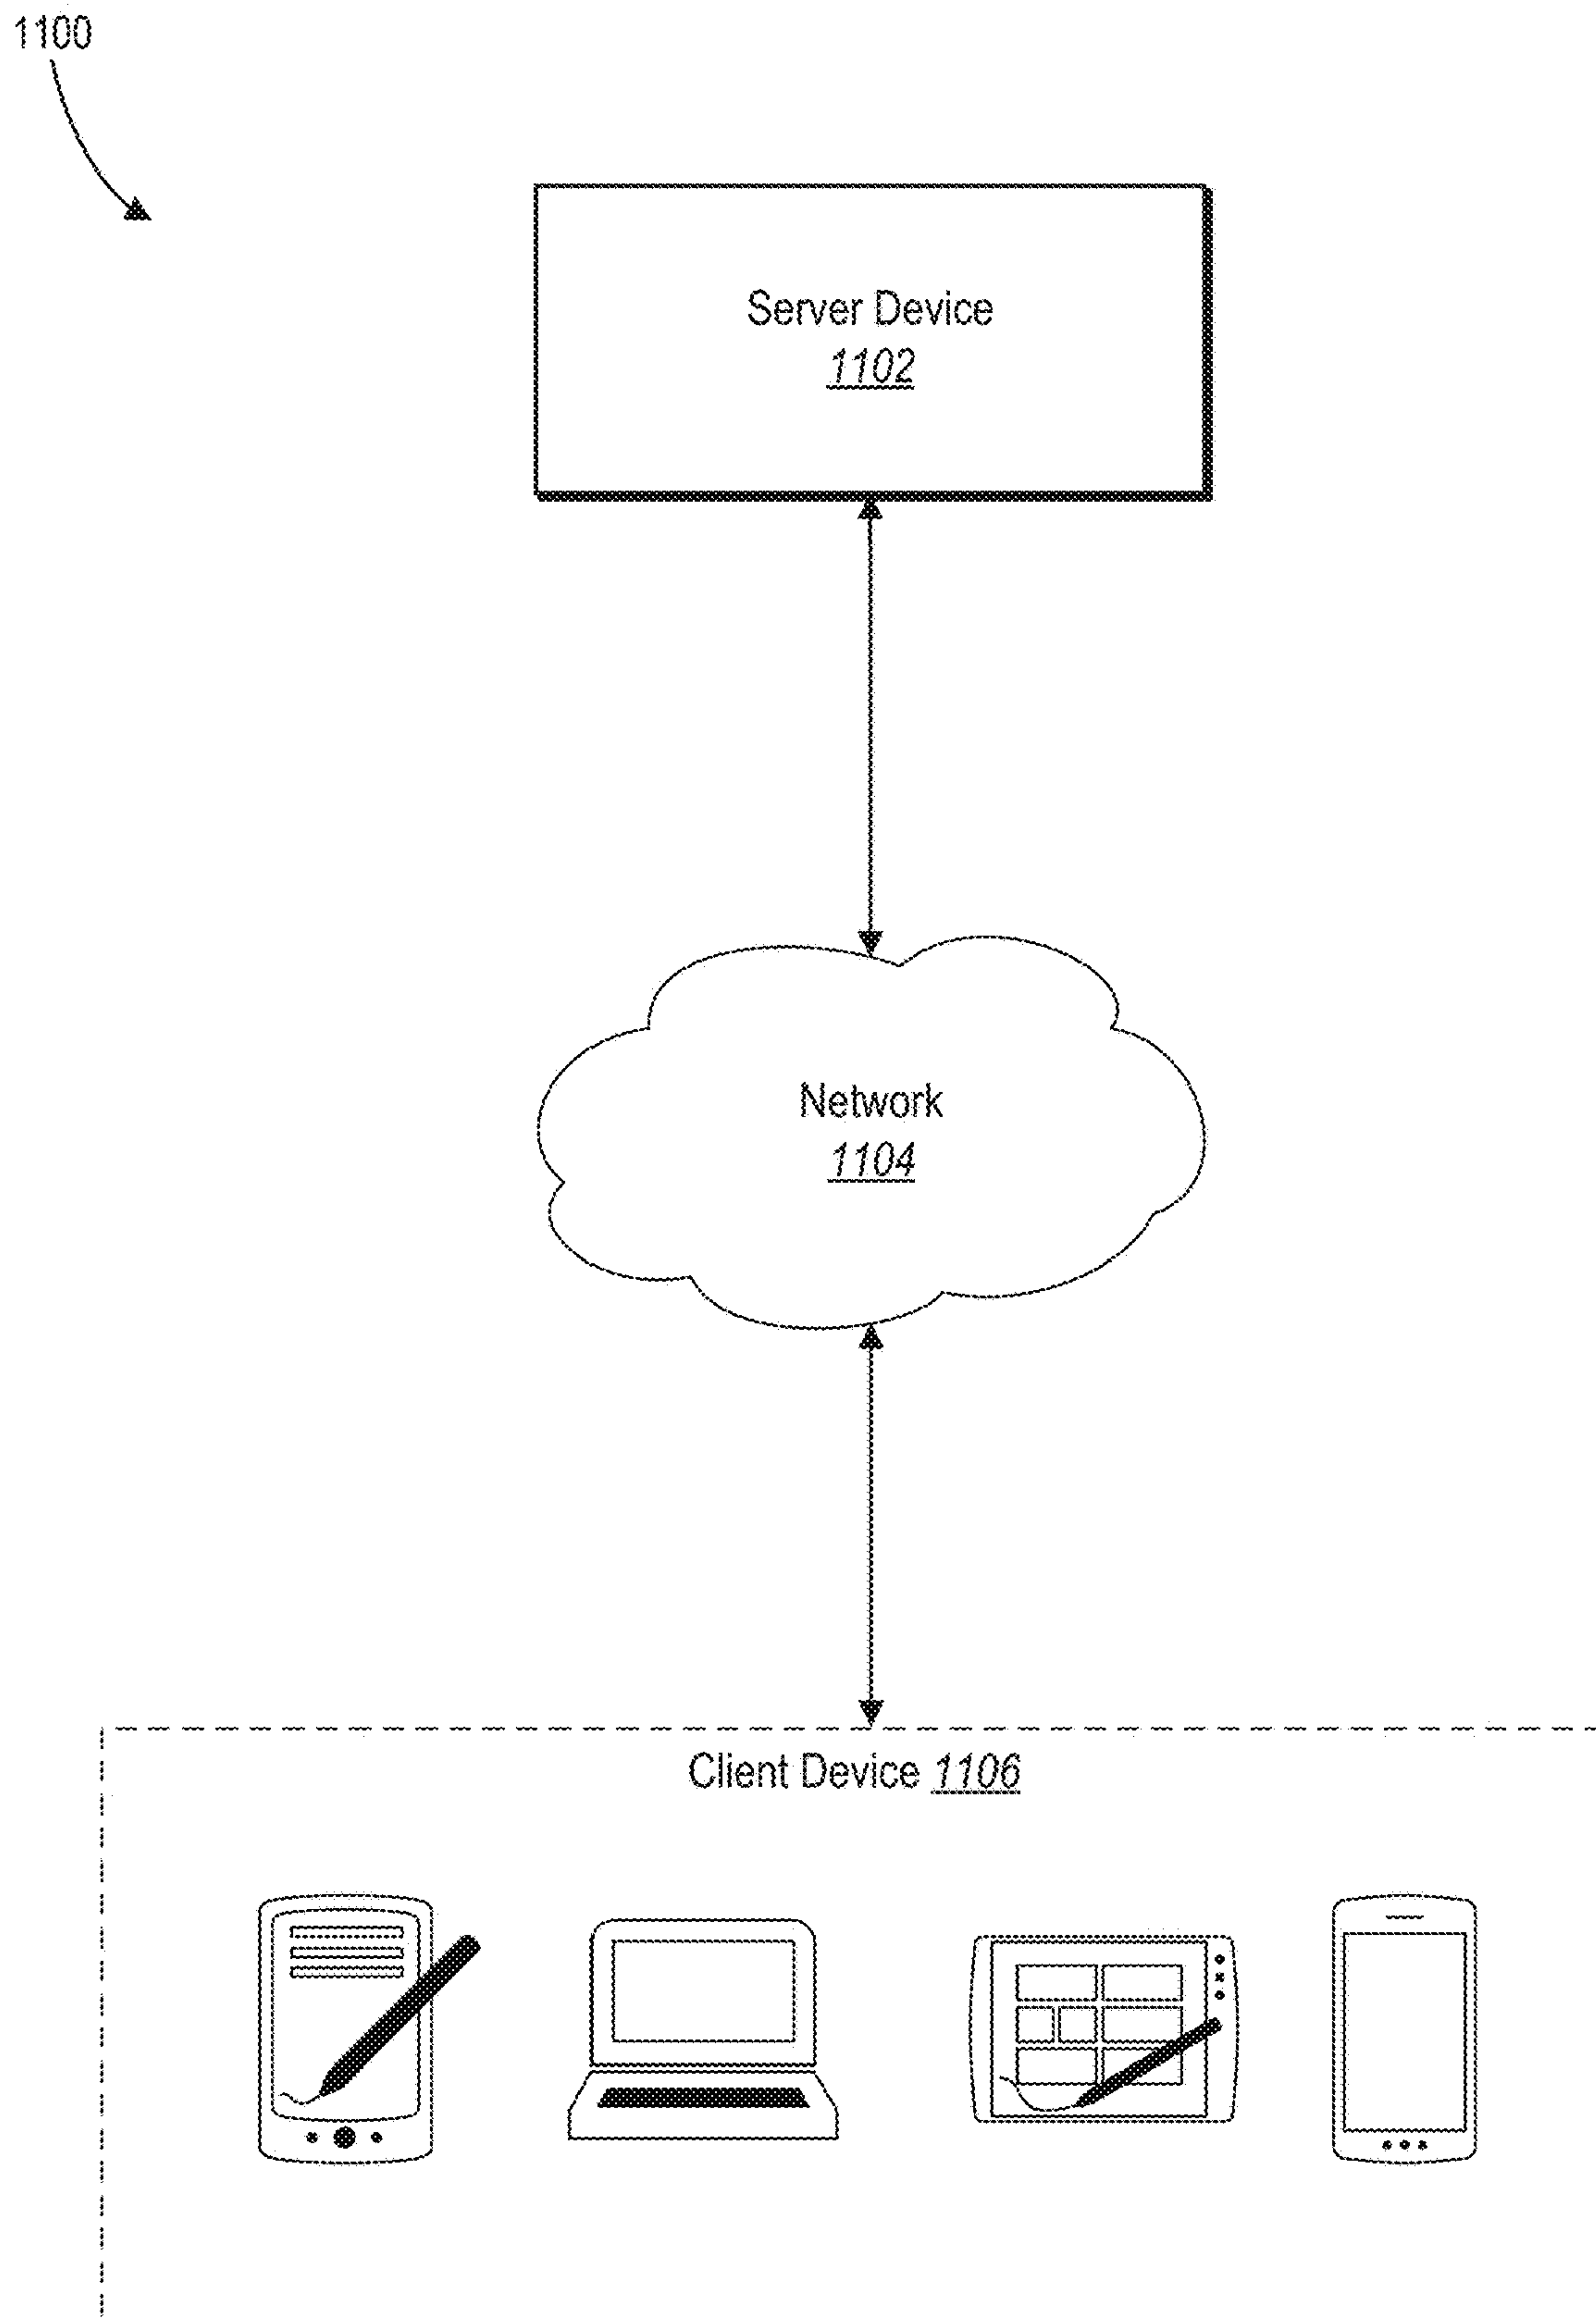 1100
Server Device
1102
Network
1104
Client Device 1106